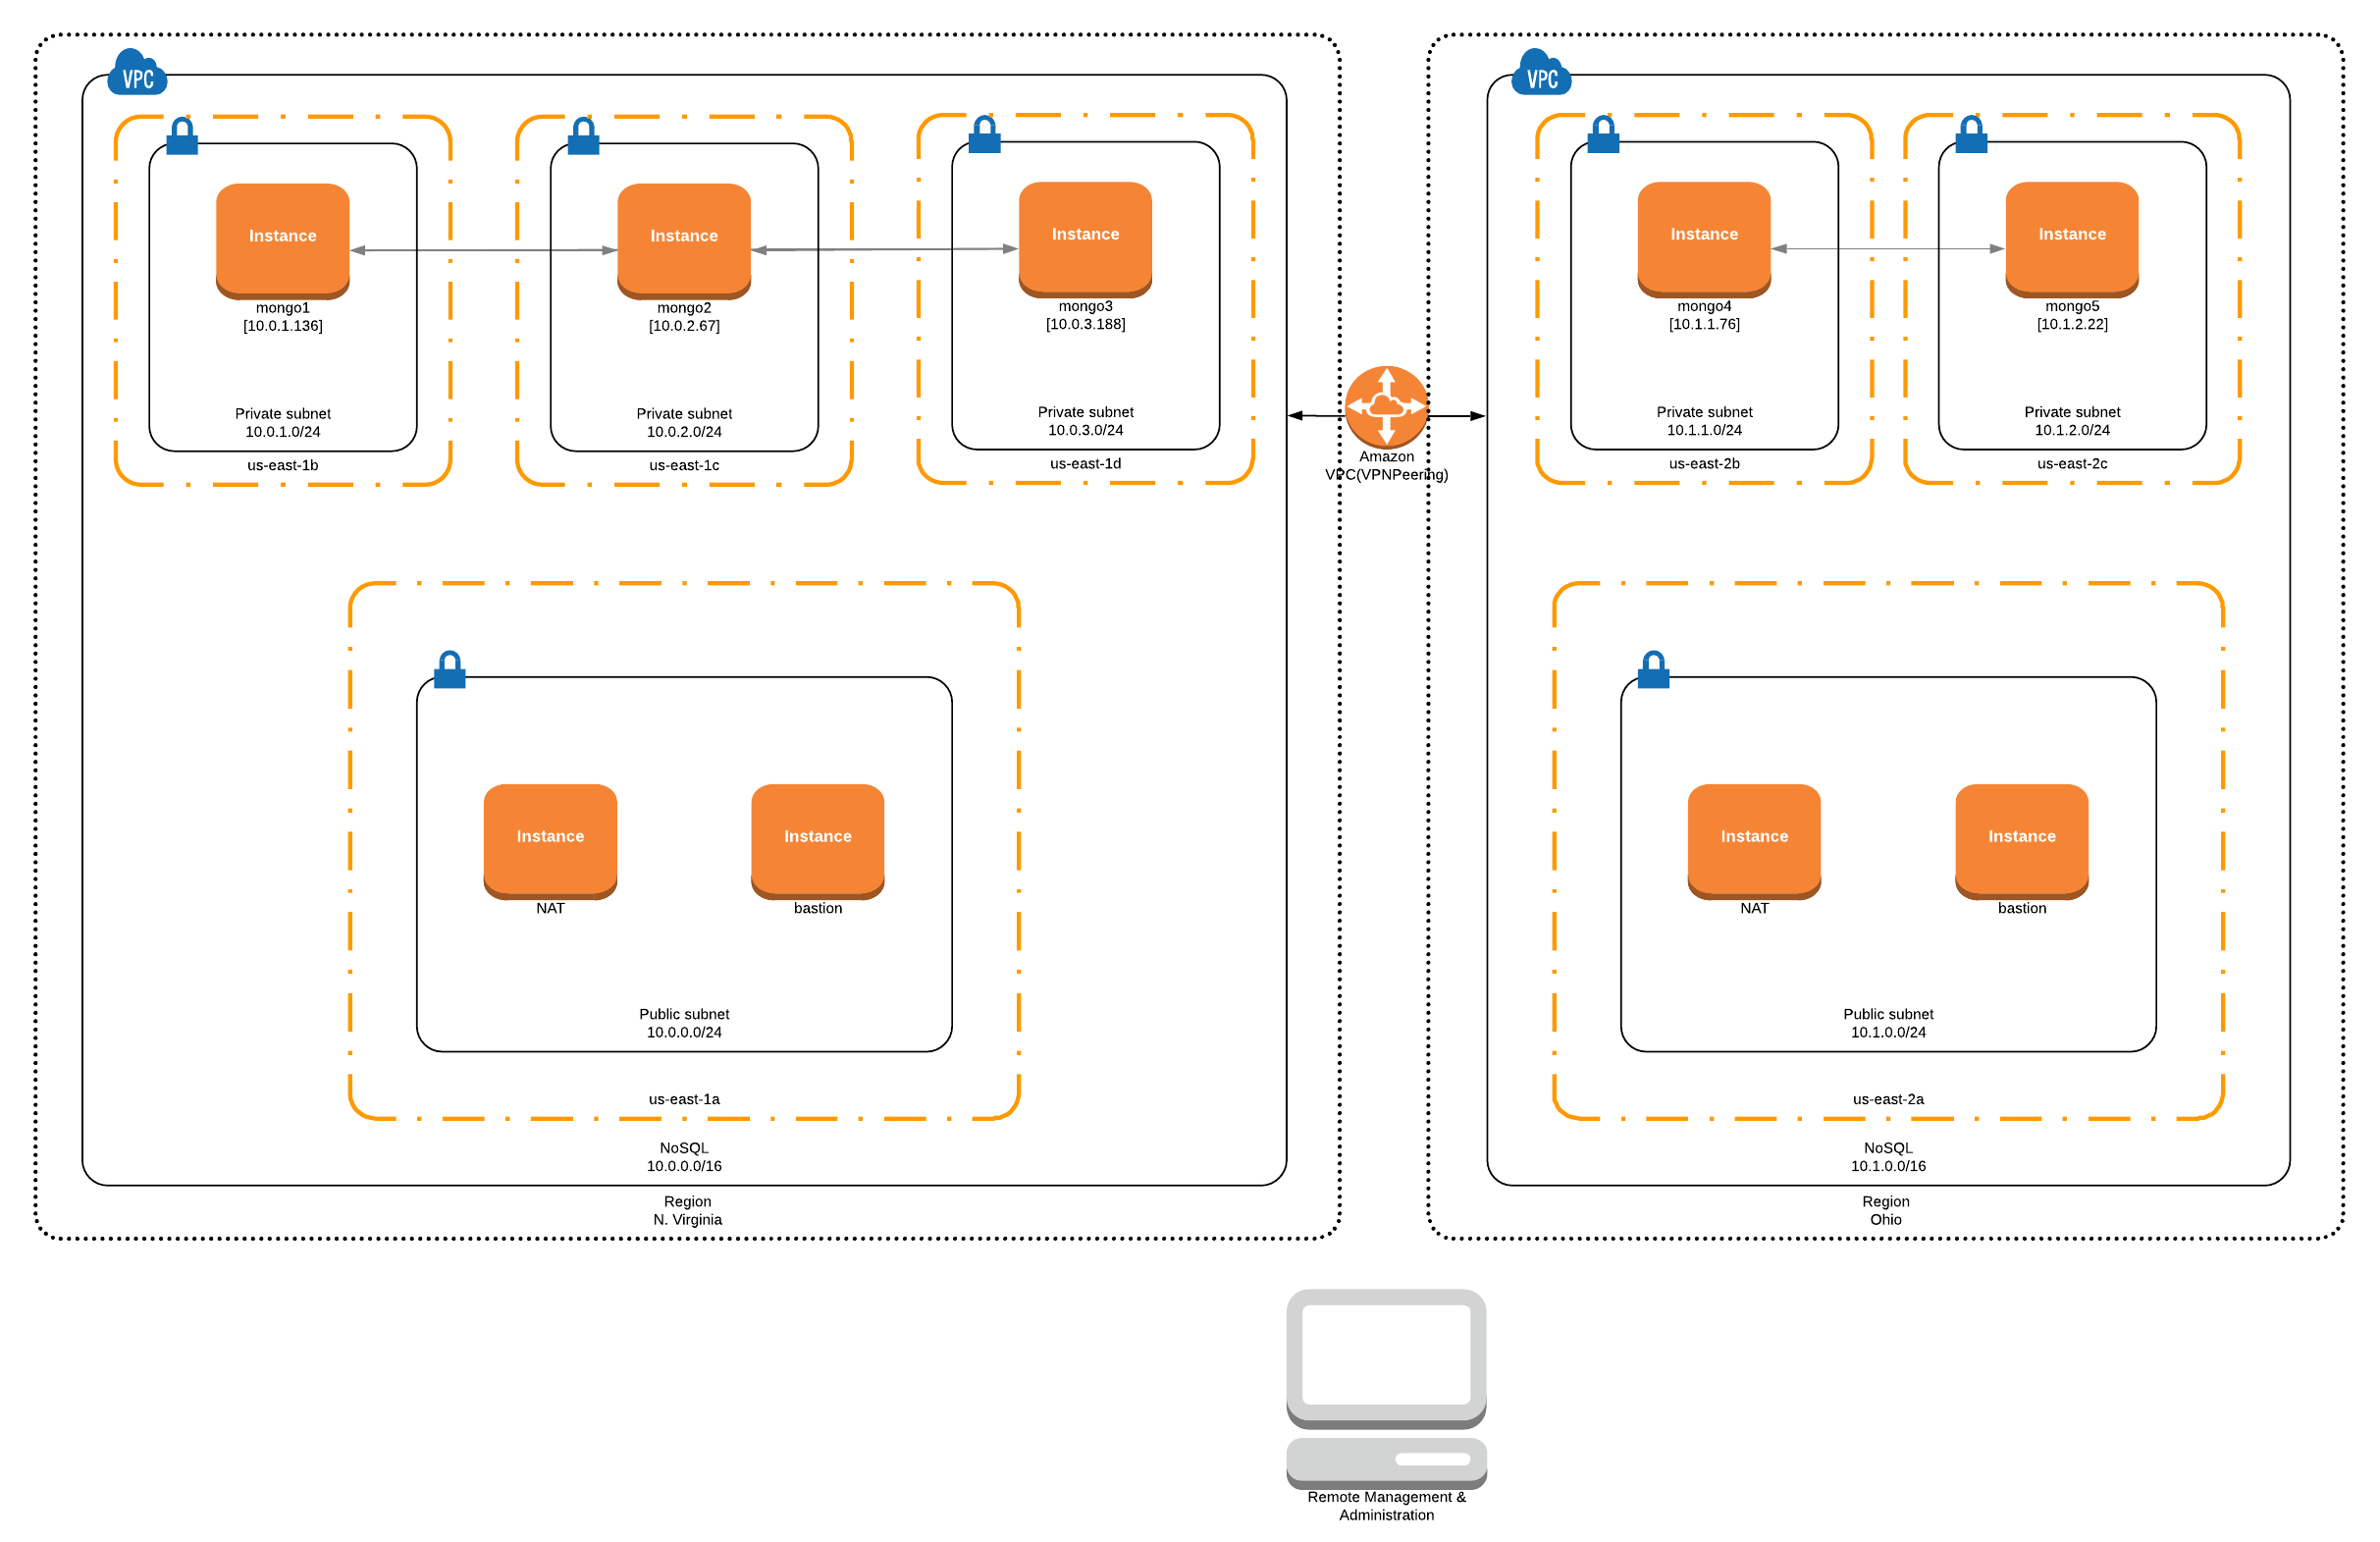 VPC
Instance
mongo1
[10.0.1.136]
Private subnet
10.0.1.0/24
us-east-1b
Instance
mongo2
[10.0.2.67]
Private subnet
10.0.2.0/24
us-east-1c
Instance
mongo3
[10.0.3.188]
Private subnet
10.0.3.0/24
us-east-1d
Instance
NAT
Instance
bastion
Public subnet
10.0.0.0/24
us-east-1a
NoSQL
10.0.0.0/16
Region
N. Virginia
Amazon
VPC(VPNPeering)
VPC
Instance
mongo4
[10.1.1.76]
Private subnet
10.1.1.0/24
us-east-2b
Instance
mongo5
[10.1.2.22]
Private subnet
10.1.2.0/24
us-east-2c
Instance
NAT
Instance
bastion
Public subnet
10.1.0.0/24
us-east-2a
NoSQL
10.1.0.0/16
Region
Ohio
Remote Management &
Administration